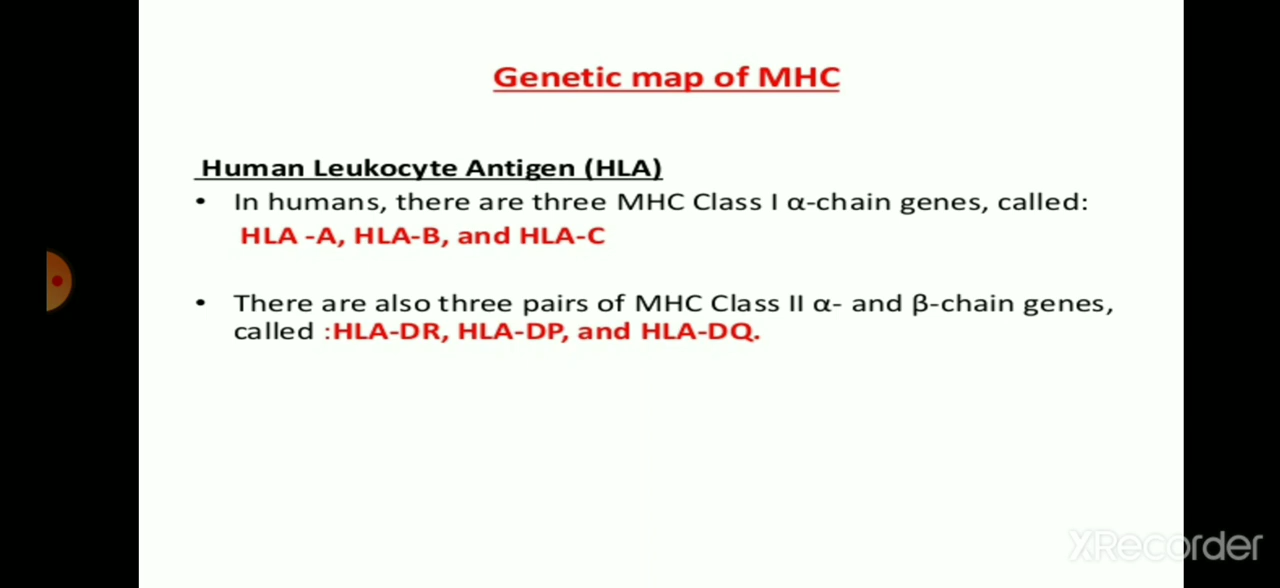 Genetic map of MHC
Human Leukocyte Antigen (HLA)
• In humans, there are three MHC Class I α-chain genes, called:
HLA -A, HLA-B, and HLA-C
• There are also three pairs of MHC Class II α- and β-chain genes,
called :HLA-DR, HLA-DP, and HLA-DQ.
XRecorder